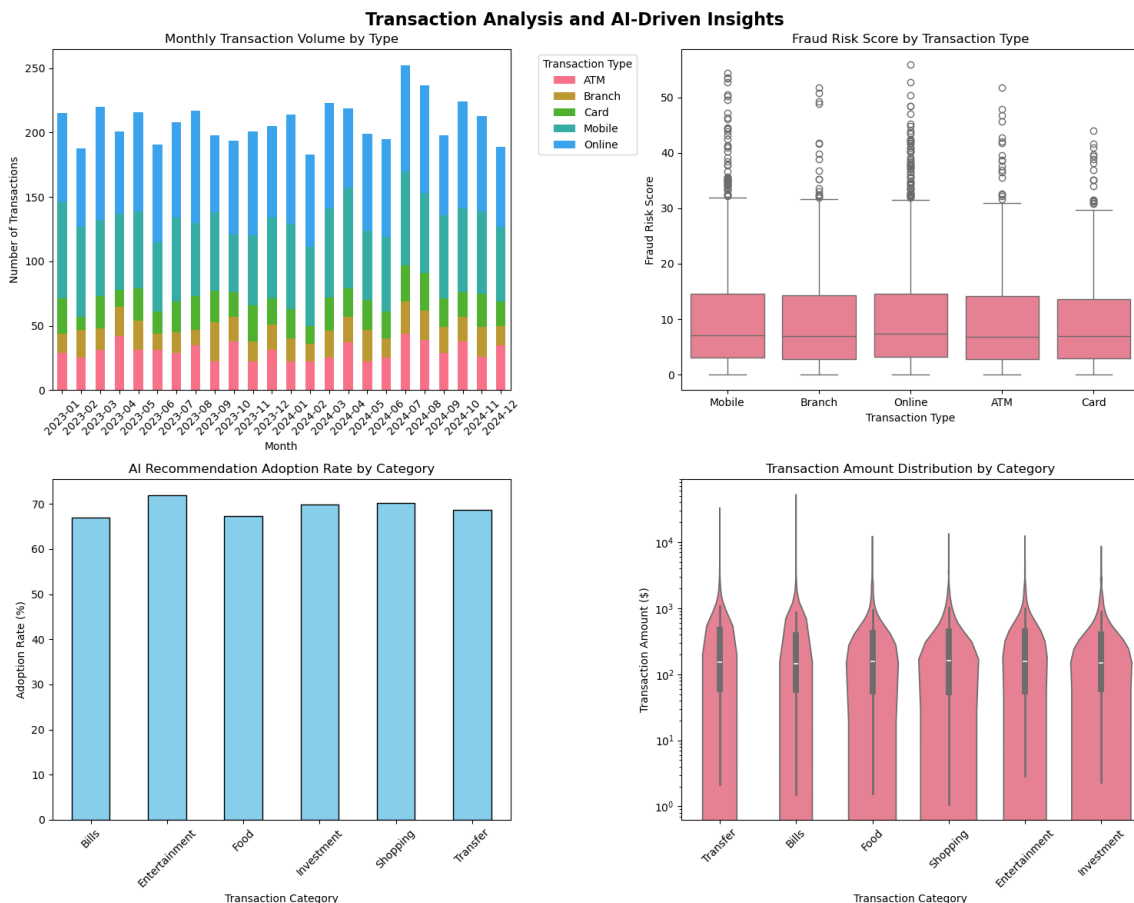 Transaction Analysis and AI-Driven Insights
Monthly Transaction Volume by Type
Number of Transactions
250
200
150
100
50
0
2023-01
2023-02
2023-03
2023-04
2023-05
2023-06
2023-07
2023-08
2023-09
2023-10
2023-11
2023-12
2024-01
2024-02
2024-03
2024-04
2024-05
2024-06
2024-07
2024-08
2024-09
2024-10
2024-11
2024-12
Month
Transaction Type
ATM
Branch
Card
Mobile
Online
Fraud Risk Score by Transaction Type
Fraud Risk Score
50
40
30
20
10
0
Mobile
Branch
Online
ATM
Card
Transaction Type
AI Recommendation Adoption Rate by Category
Adoption Rate (%)
70
60
50
40
30
20
10
0
Bills
Entertainment
Food
Investment
Shopping
Transfer
Transaction Category
Transaction Amount Distribution by Category
Transaction Amount ($)
10⁴
10³
10²
10¹
10⁰
Transfer
Bills
Food
Shopping
Entertainment
Investment
Transaction Category